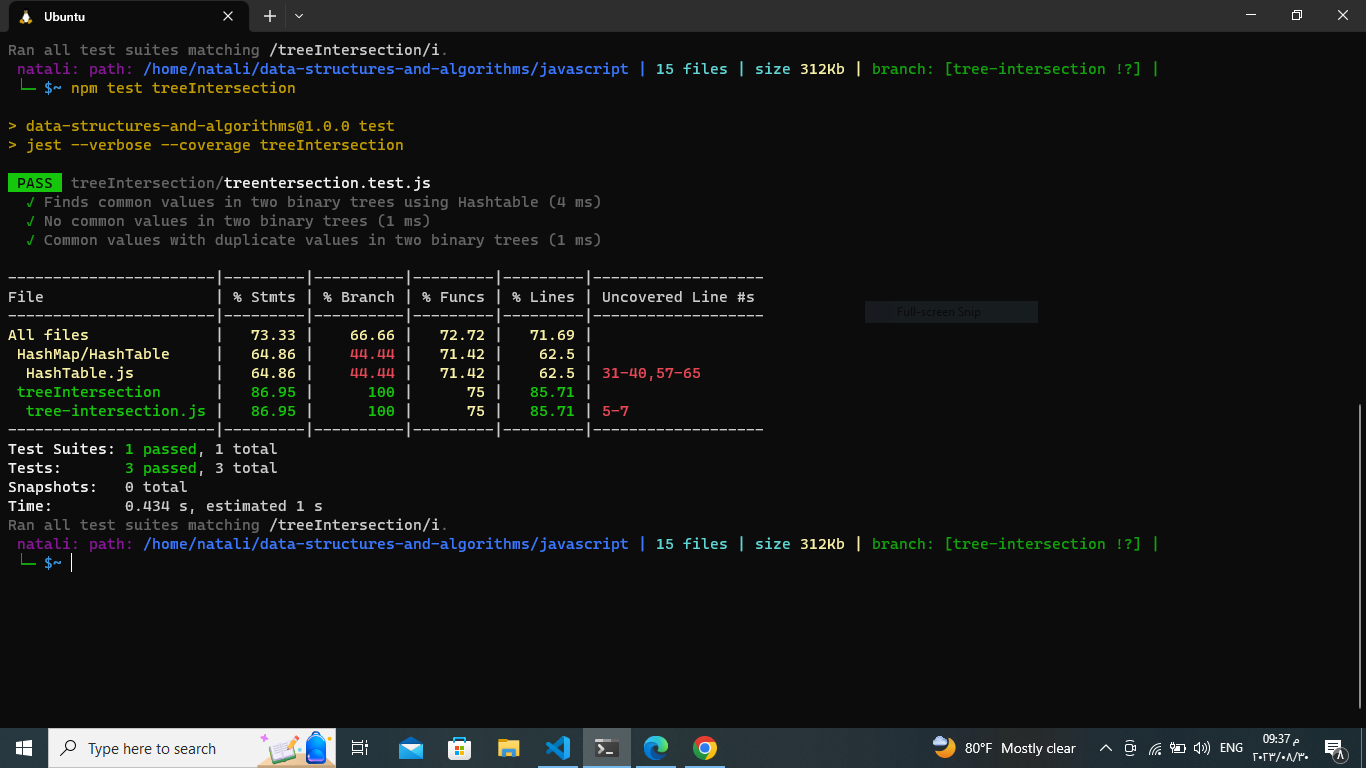 Ubuntu
Ran all test suites matching /treeIntersection/i.
natali: path: /home/natali/data-structures-and-algorithms/javascript | 15 files | size 312Kb | branch: [tree-intersection !?] |
└─ $~ npm test treeIntersection
> data-structures-and-algorithms@1.0.0 test
> jest --verbose --coverage treeIntersection
PASS treeIntersection/treentersection.test.js
√ Finds common values in two binary trees using Hashtable (4 ms)
√ No common values in two binary trees (1 ms)
√ Common values with duplicate values in two binary trees (1 ms)
-----------------------|---------|----------|---------|---------|-------------------
File | % Stmts | % Branch | % Funcs | % Lines | Uncovered Line #s
-----------------------|---------|----------|---------|---------|-------------------
All files | 73.33 | 66.66 | 72.72 | 71.69 |
HashMap/HashTable | 64.86 | 44.44 | 71.42 | 62.5 |
HashTable.js | 64.86 | 44.44 | 71.42 | 62.5 | 31-40,57-65
treeIntersection | 86.95 | 100 | 75 | 85.71 |
tree-intersection.js | 86.95 | 100 | 75 | 85.71 | 5-7
-----------------------|---------|----------|---------|---------|-------------------
Full-screen Snip
Test Suites: 1 passed, 1 total
Tests: 3 passed, 3 total
Snapshots: 0 total
Time: 0.434 s, estimated 1 s
Ran all test suites matching /treeIntersection/i.
natali: path: /home/natali/data-structures-and-algorithms/javascript | 15 files | size 312Kb | branch: [tree-intersection !?] |
└─ $~
Type here to search
80°F Mostly clear
ENG
09:37 م
٢٠٢٣/٠٨/٣٠
٨